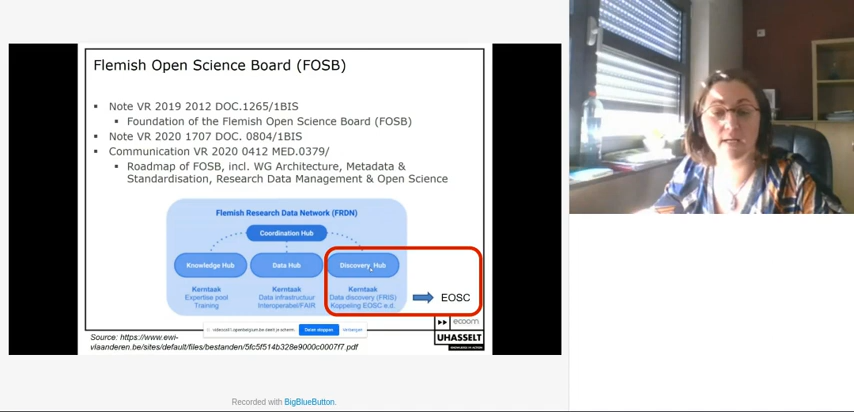 Flemish Open Science Board (FOSB)
Note VR 2019 2012 DOC.1265/1BIS
Foundation of the Flemish Open Science Board (FOSB)
Note VR 2020 1707 DOC. 0804/1BIS
Communication VR 2020 0412 MED.0379/
Roadmap of FOSB, incl. WG Architecture, Metadata &
Standardisation, Research Data Management & Open Science
Flemish Research Data Network (FRDN)
Coordination Hub
Knowledge Hub
Data Hub
Discovery Hub
Kerntaak
Expertise pool
Training
Kerntaak
Data infrastructuur
Interoperabel/FAIR
Kerntaak
Data discovery (FRIS)
Koppeling EOSC e.d.
EOSC
ecoom
UHASSELT
Delen stoppen
Verbergen
Source: https://www.ewi-
vlaanderen.be/sites/default/files/bestanden/5fc5f514b328e9000c0007f7.pdf
Recorded with BigBlueButton.